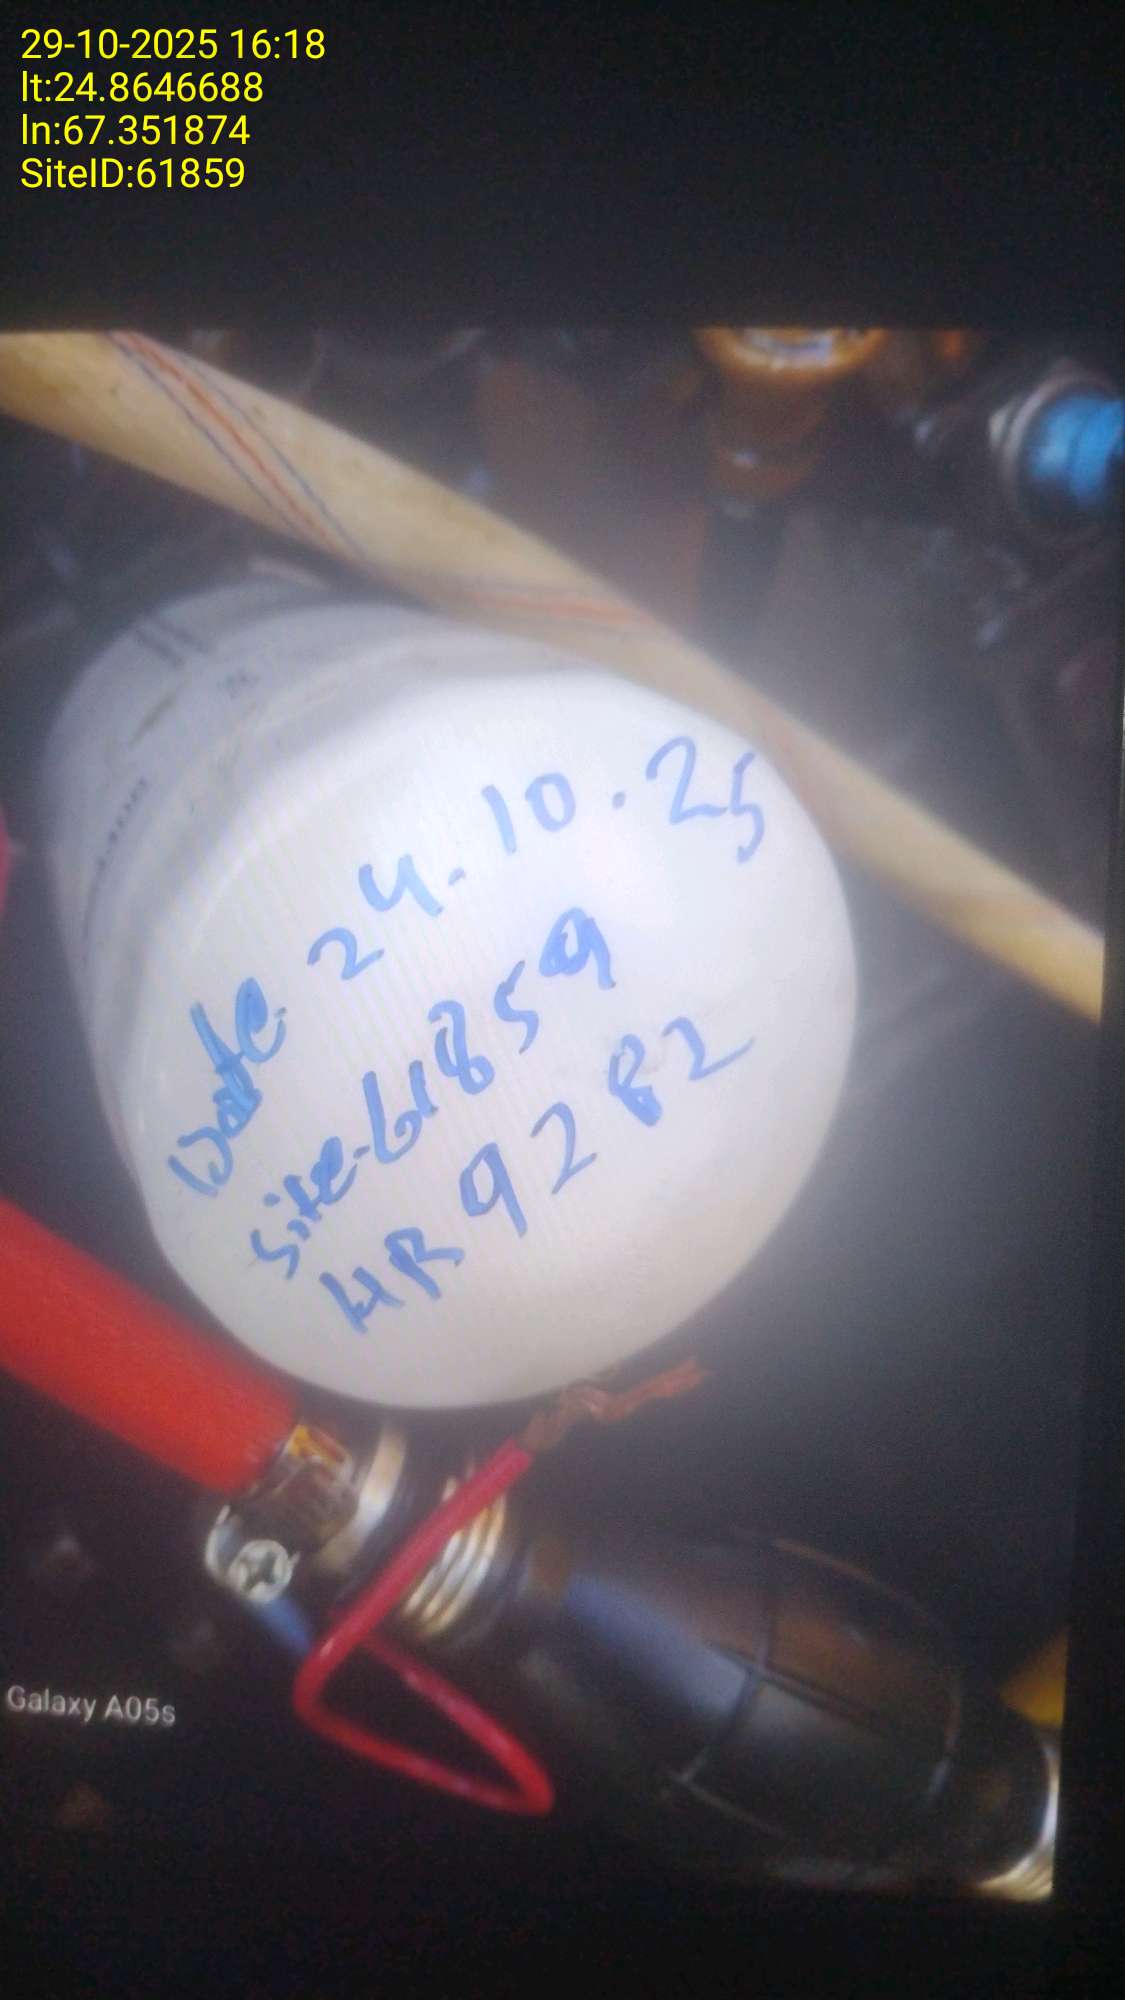 29-10-2025 16:18
lt:24.8646688
ln:67.351874
SiteID:61859
Date 24.10.25
Site-61859
HR 9282
Galaxy A05s